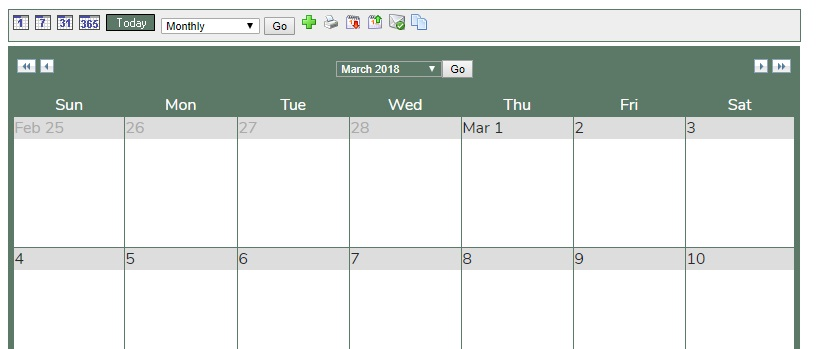 1 7 31 365 Today Monthly Go
March 2018 Go
Sun Mon Tue Wed Thu Fri Sat
Feb 25 26 27 28 Mar 1 2 3
4 5 6 7 8 9 10